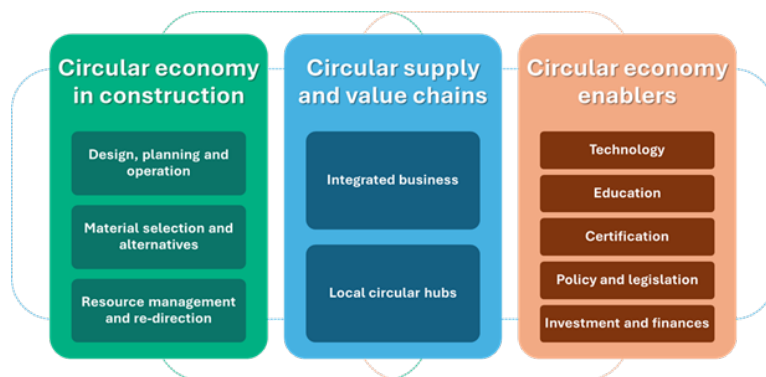 Circular economy
in construction
Design, planning and
operation
Material selection and
alternatives
Resource management
and re-direction
Circular supply
and value chains
Integrated business
Local circular hubs
Circular economy
enablers
Technology
Education
Certification
Policy and legislation
Investment and finances